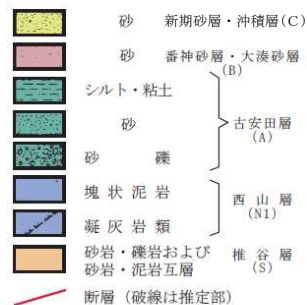 砂 新期砂層・沖積層(C)
砂 番神砂層・大湊砂層
(B)
シルト・粘土
砂 古安田層
(A)
砂礫
塊状泥岩 西山層
(N1)
凝灰岩類
砂岩・礫岩および 椎谷層
砂岩・泥岩互層 (S)
断層(破線は推定部)